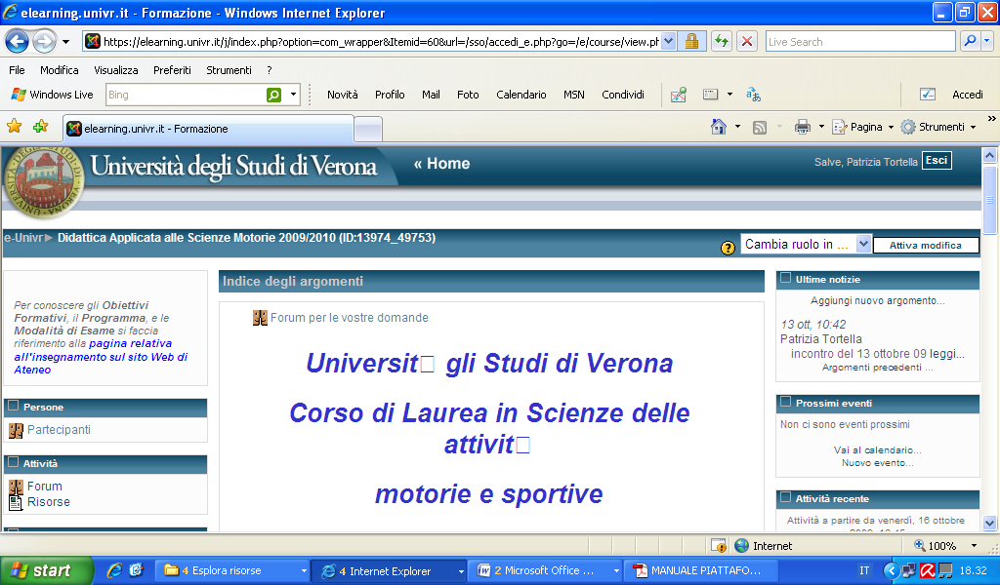 elearning.univr.it - Formazione - Windows Internet Explorer
https://elearning.univr.it/j/index.php?option=com_wrapper&Itemid=60&url=/sso/accedi_e.php?go=/e/course/view.ph
Live Search
File Modifica Visualizza Preferiti Strumenti ?
Windows Live Bing Novità Profilo Mail Foto Calendario MSN Condividi Accedi
elearning.univr.it - Formazione
Pagina Strumenti »
Università degli Studi di Verona
« Home
Salve, Patrizia Tortella Esci
e-Univr ▶ Didattica Applicata alle Scienze Motorie 2009/2010 (ID:13974_49753)
? Cambia ruolo in ... Attiva modifica
Per conoscere gli Obiettivi
Formativi, il Programma, e le
Modalità di Esame si faccia
riferimento alla pagina relativa
all'insegnamento sul sito Web di
Ateneo
Persone
Partecipanti
Attività
Forum
Risorse
Indice degli argomenti
Forum per le vostre domande
Universit□ gli Studi di Verona
Corso di Laurea in Scienze delle
attivit□
motorie e sportive
Ultime notizie
Aggiungi nuovo argomento...
13 ott, 10:42
Patrizia Tortella
incontro del 13 ottobre 09 leggi...
Argomenti precedenti ...
Prossimi eventi
Non ci sono eventi prossimi
Vai al calendario...
Nuovo evento...
Attività recente
Attività a partire da venerdì, 16 ottobre
Internet 100%
start 4 Esplora risorse 4 Internet Explorer 2 Microsoft Office ... MANUALE PIATTAFO... IT 18.32